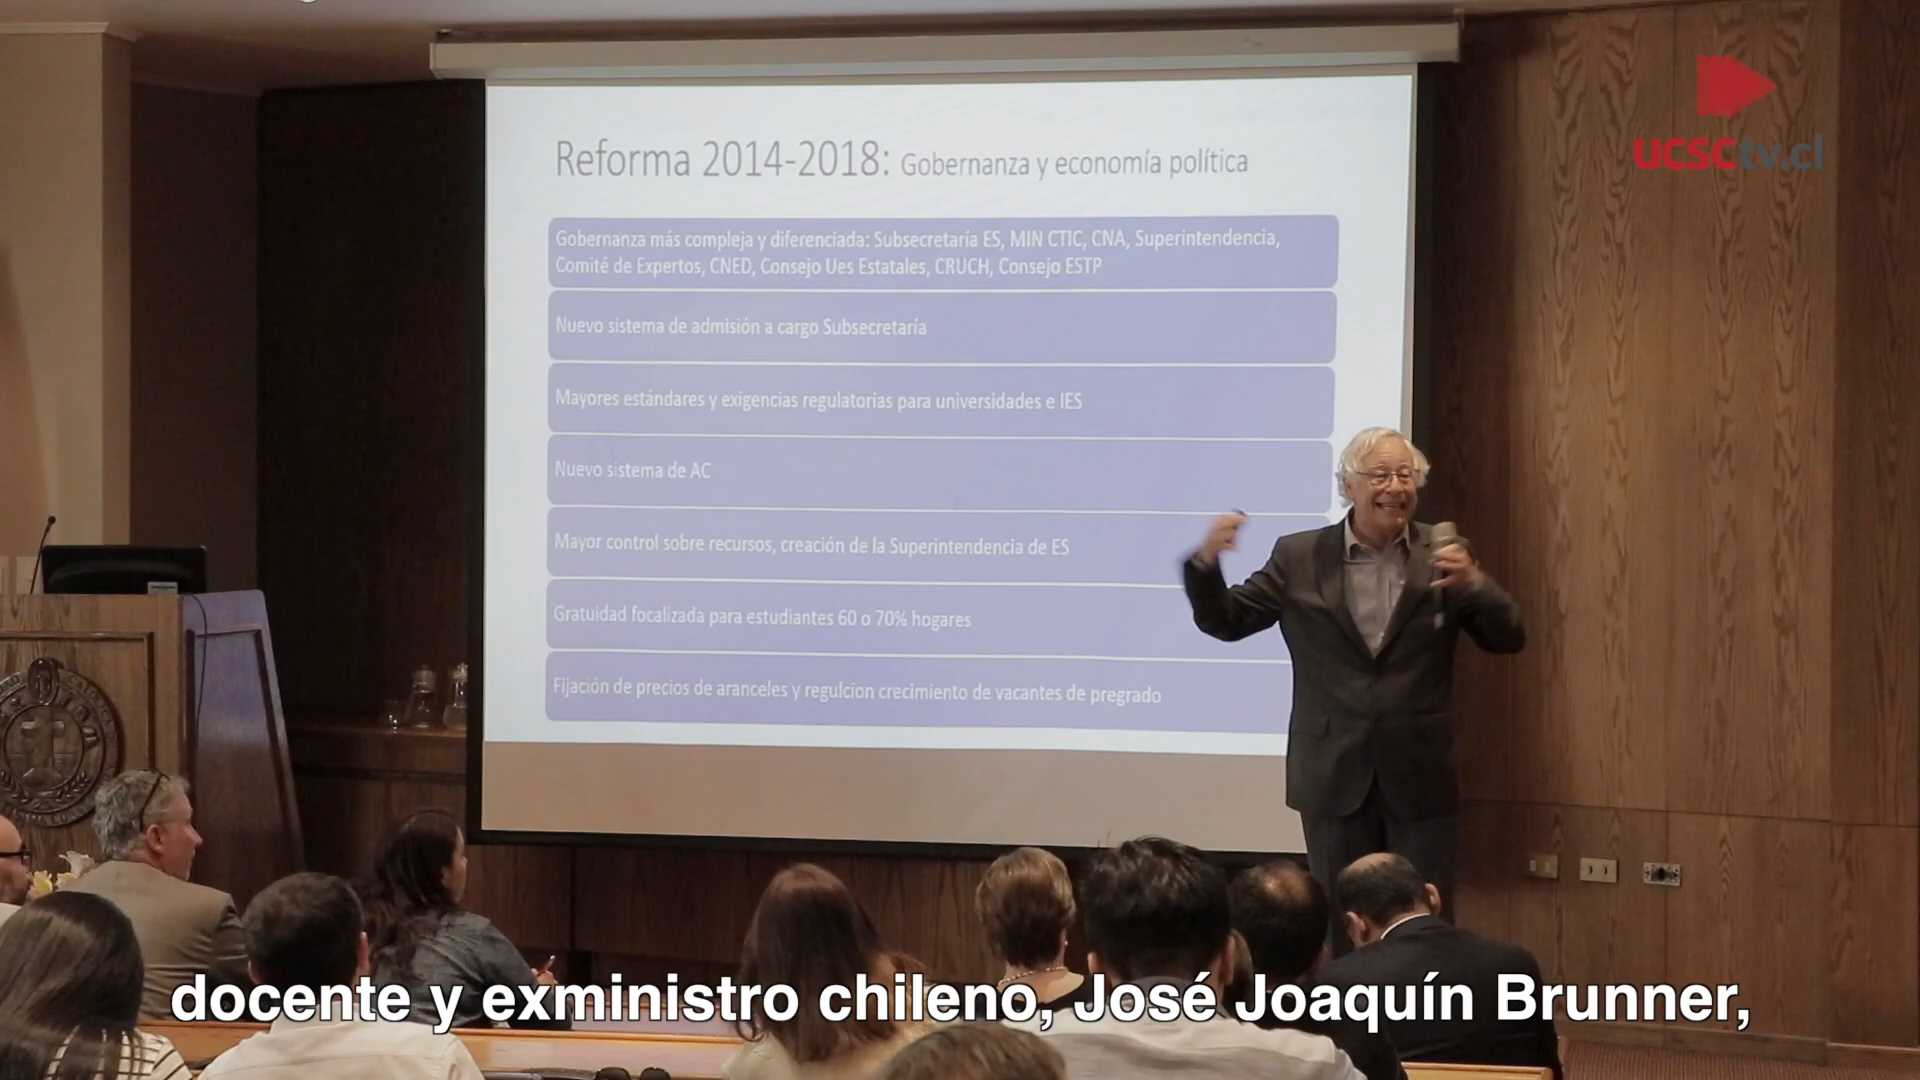 UCSCtv.cl
Reforma 2014-2018: Gobernanza y economía política
Gobernanza más compleja y diferenciada: Subsecretaría ES, MIN CTIC, CNA, Superintendencia,
Comité de Expertos, CNED, Consejo Ues Estatales, CRUCH, Consejo ESTP
Nuevo sistema de admisión a cargo Subsecretaría
Mayores estándares y exigencias regulatorias para universidades e IES
Nuevo sistema de AC
Mayor control sobre recursos, creación de la Superintendencia de ES
Gratuidad focalizada para estudiantes 60 o 70% hogares
Fijación de precios de aranceles y regulcion crecimiento de vacantes de pregrado
docente y exministro chileno, José Joaquín Brunner,